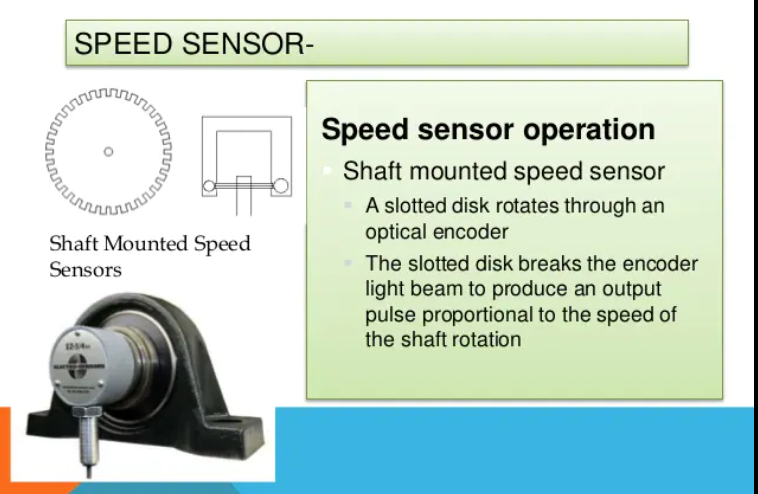 SPEED SENSOR-
Speed sensor operation
Shaft mounted speed sensor
A slotted disk rotates through an
optical encoder
The slotted disk breaks the encoder
light beam to produce an output
pulse proportional to the speed of
the shaft rotation
Shaft Mounted Speed
Sensors
ELECTRO-SENSORS